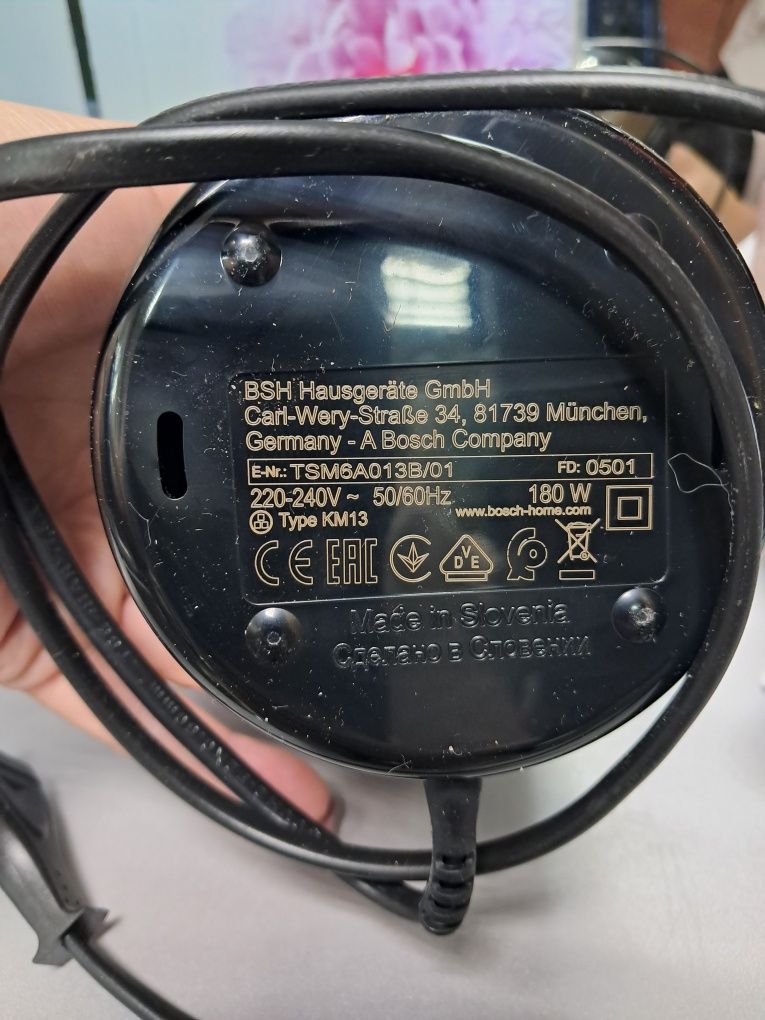 BSH Hausgeräte GmbH
Carl-Wery-Straße 34, 81739 München,
Germany - A Bosch Company
E-Nr.: TSM6A013B/01 FD: 0501
220-240V ~ 50/60Hz 180 W
Type KM13 www.bosch-home.com
CE EAC VDE
Made in Slovenia
Сделано в Словении